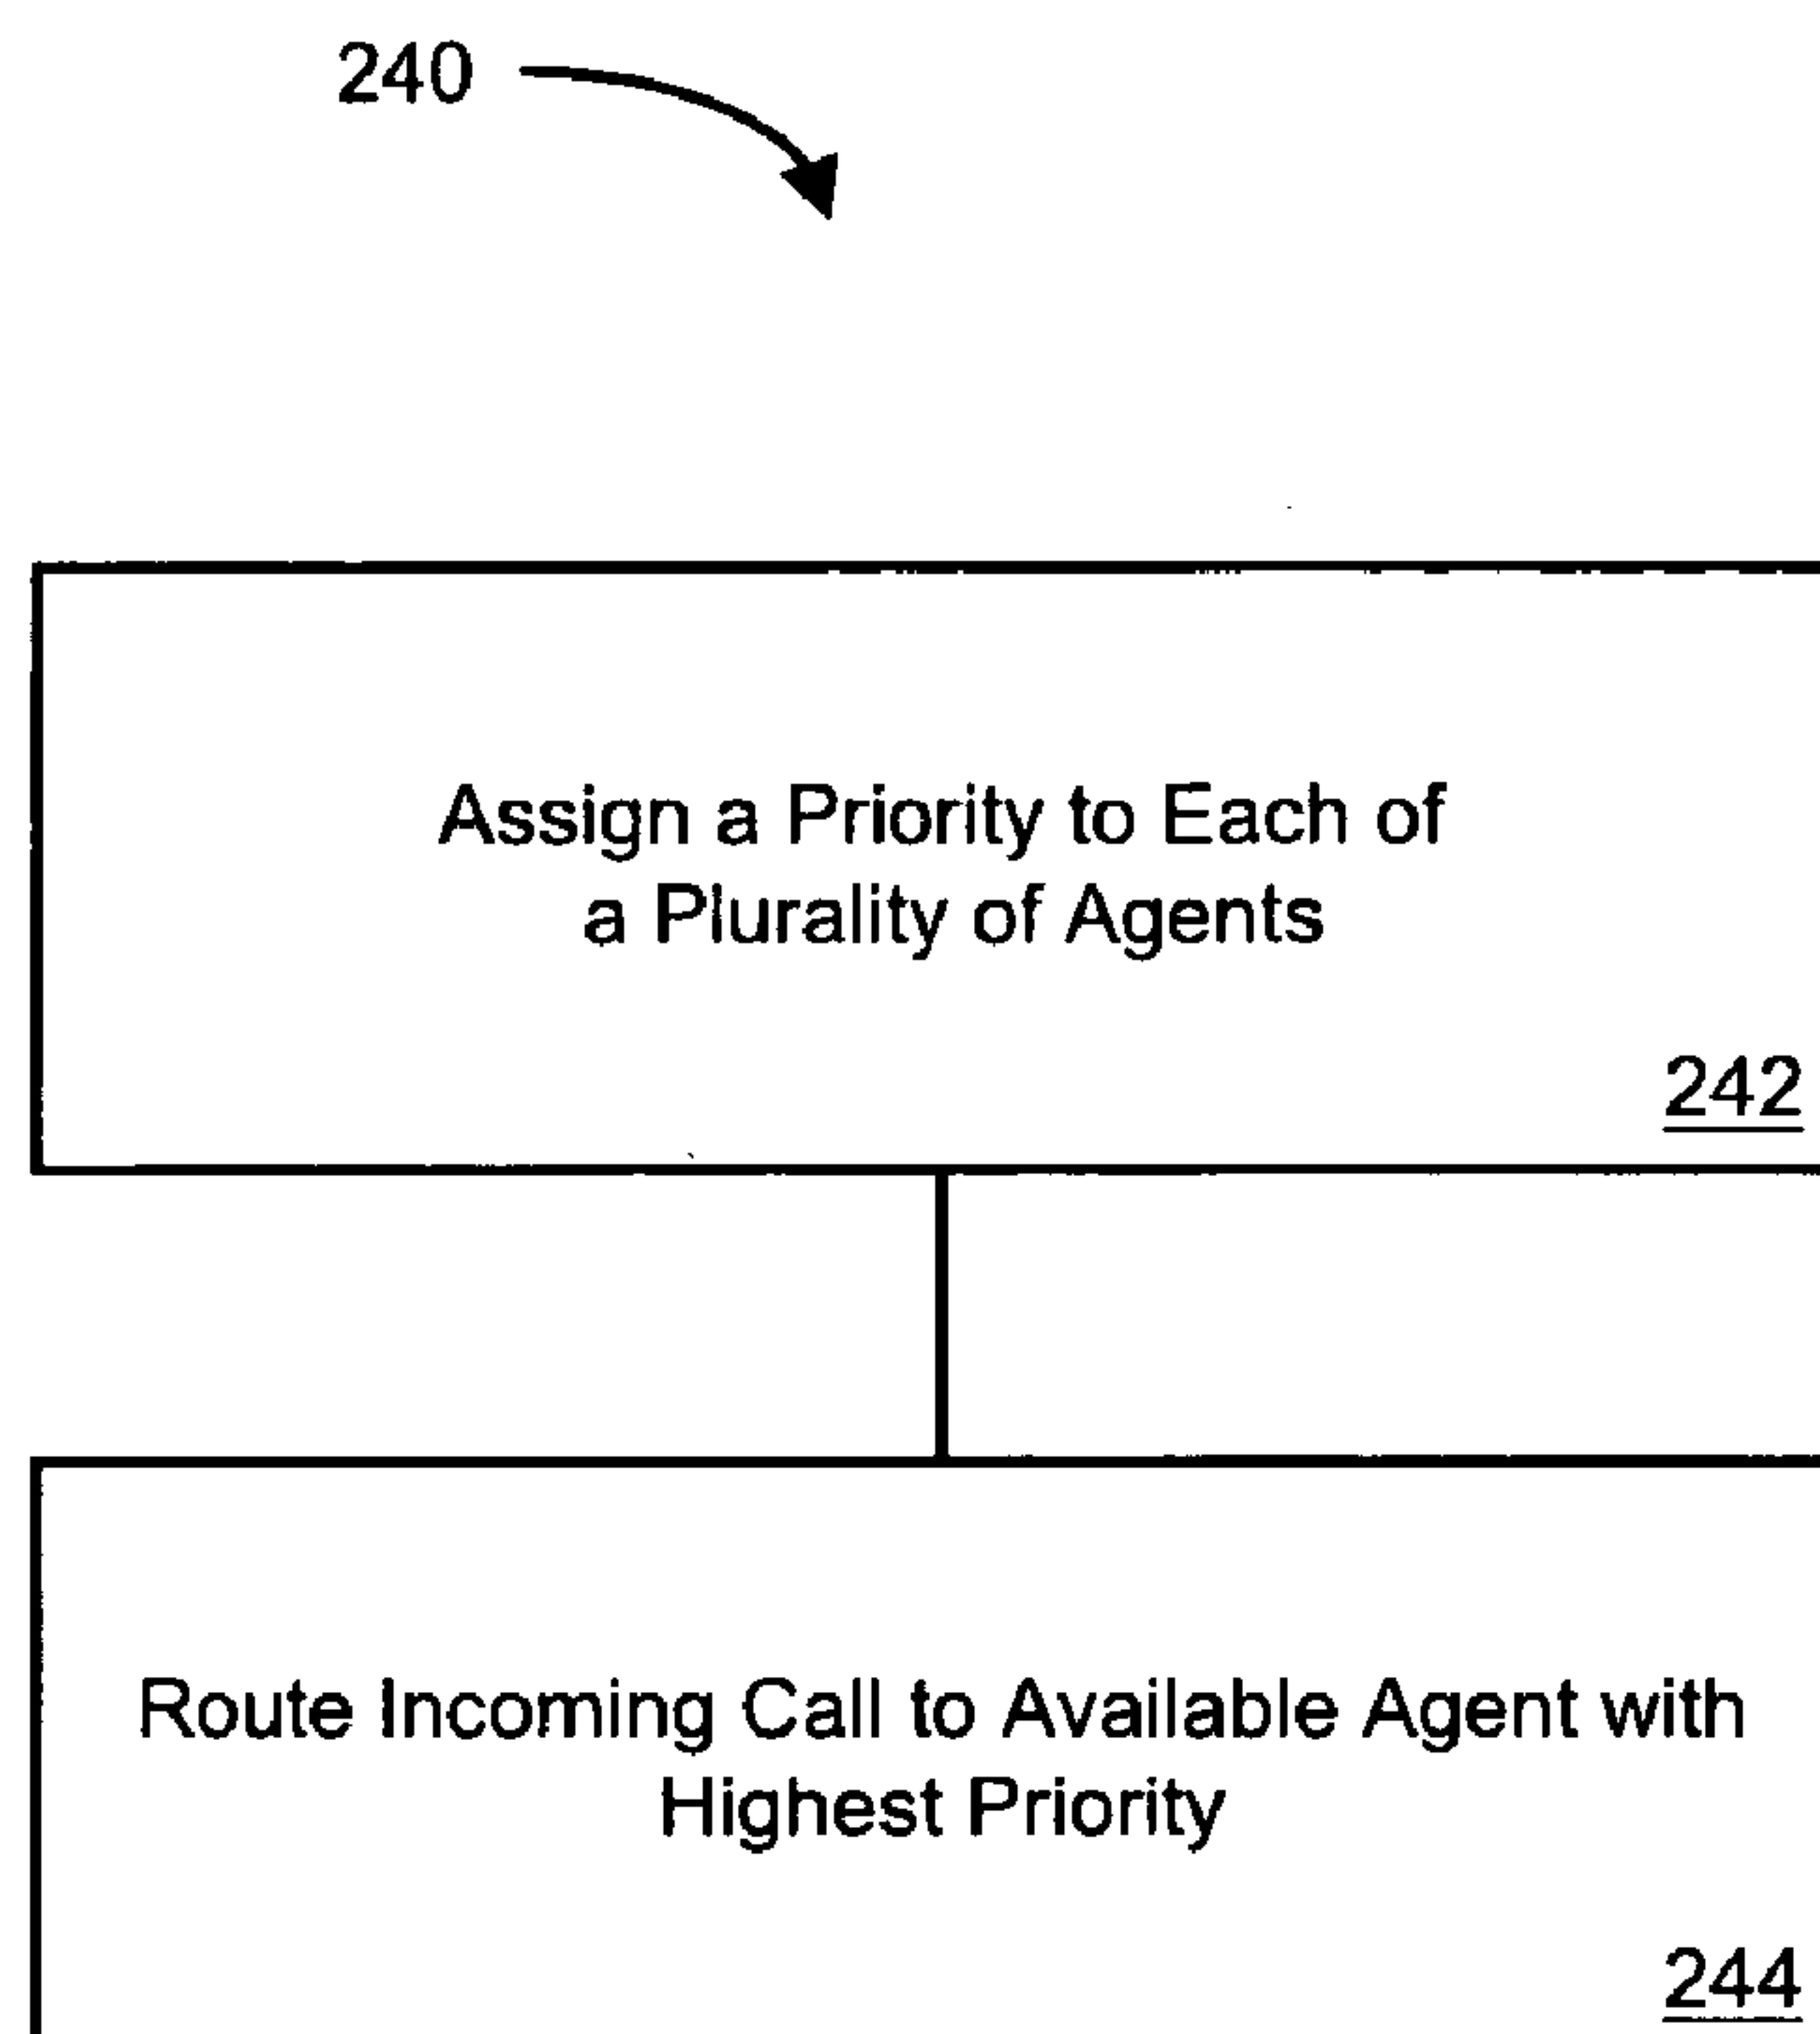 240
Assign a Priority to Each of
a Plurality of Agents
242
Route Incoming Call to Available Agent with
Highest Priority
244